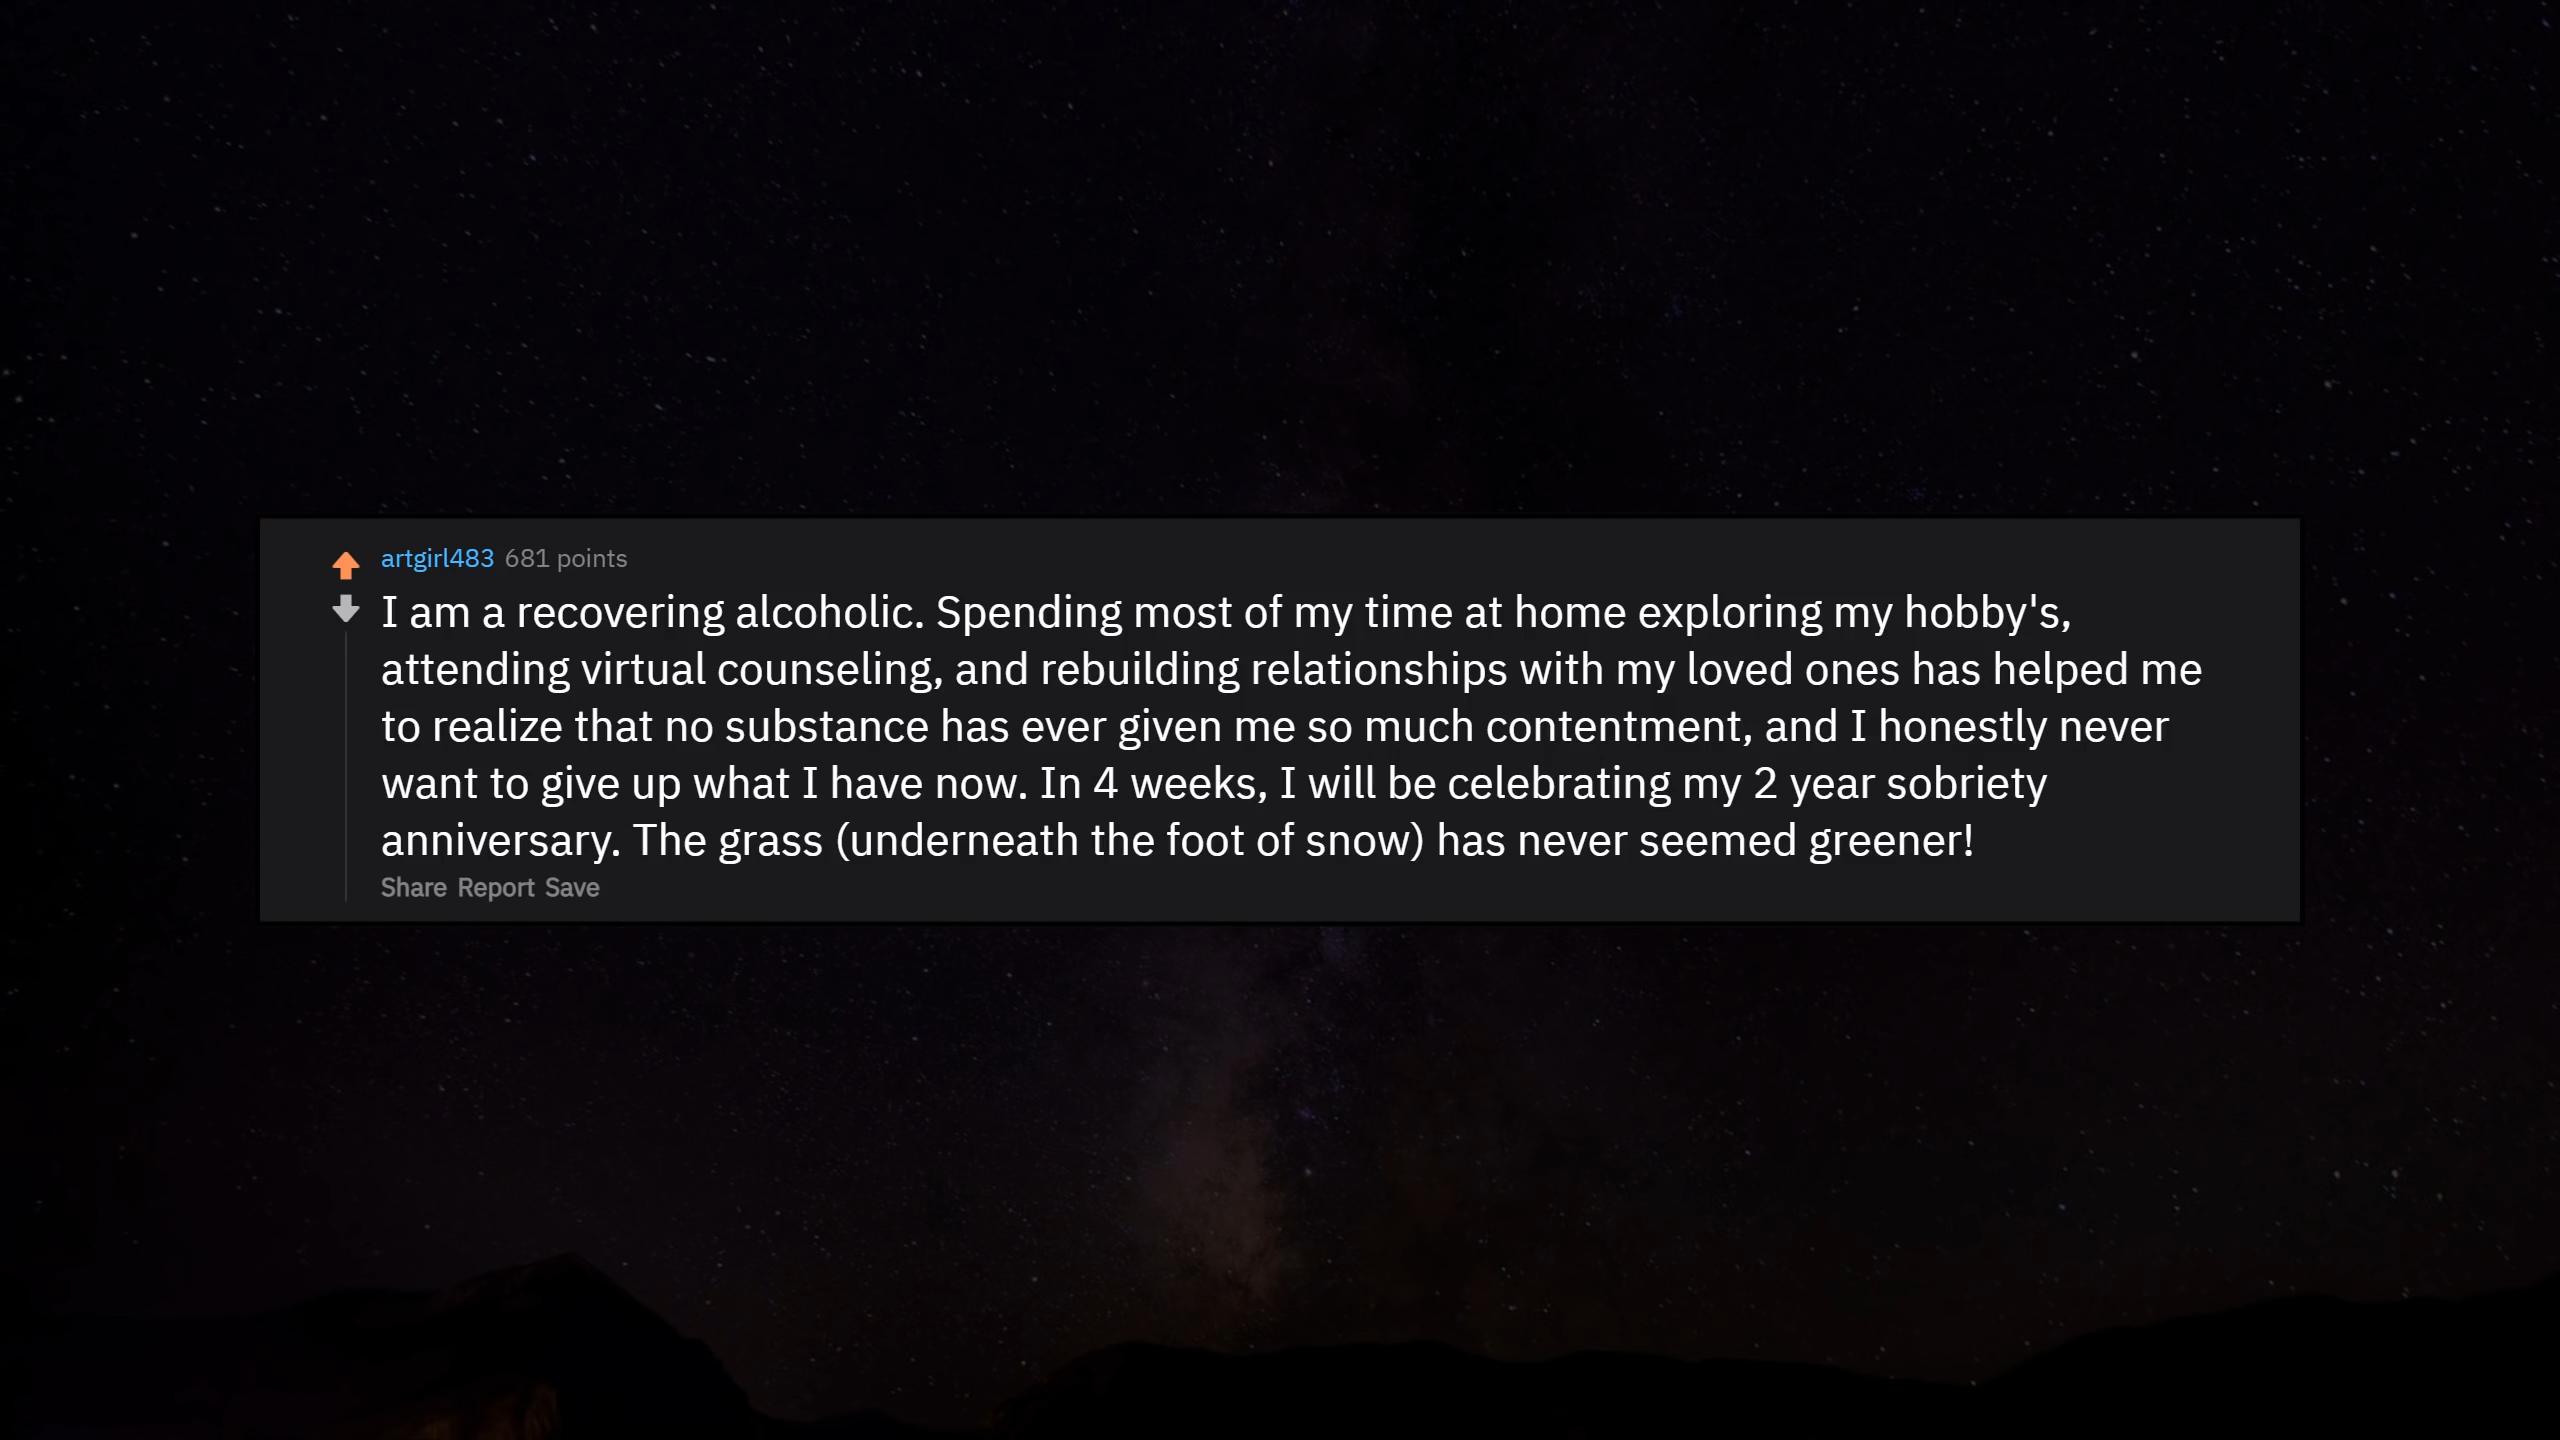 artgirl483 681 points
I am a recovering alcoholic. Spending most of my time at home exploring my hobby's,
attending virtual counseling, and rebuilding relationships with my loved ones has helped me
to realize that no substance has ever given me so much contentment, and I honestly never
want to give up what I have now. In 4 weeks, I will be celebrating my 2 year sobriety
anniversary. The grass (underneath the foot of snow) has never seemed greener!
Share Report Save